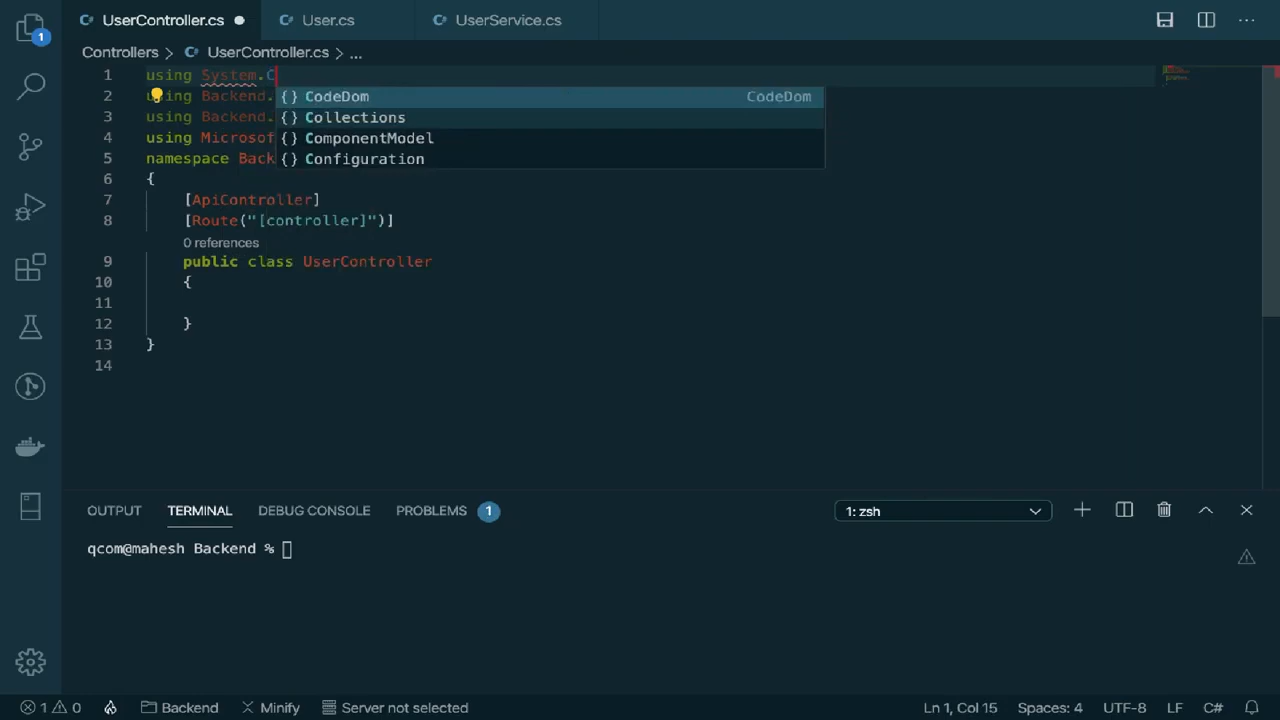 UserController.cs
User.cs
UserService.cs
Controllers > UserController.cs > ...
1 using System.C
2 using Backend.
3 using Backend.
4 using Microsof
5 namespace Back
{} CodeDom CodeDom
{} Collections
{} ComponentModel
{} Configuration
6 {
7 [ApiController]
8 [Route("[controller]")]
0 references
9 public class UserController
10 {
11
12 }
13 }
14
OUTPUT TERMINAL DEBUG CONSOLE PROBLEMS 1
1: zsh
qcom@mahesh Backend %
1
1 0 Backend Minify Server not selected Ln 1, Col 15 Spaces: 4 UTF-8 LF C#